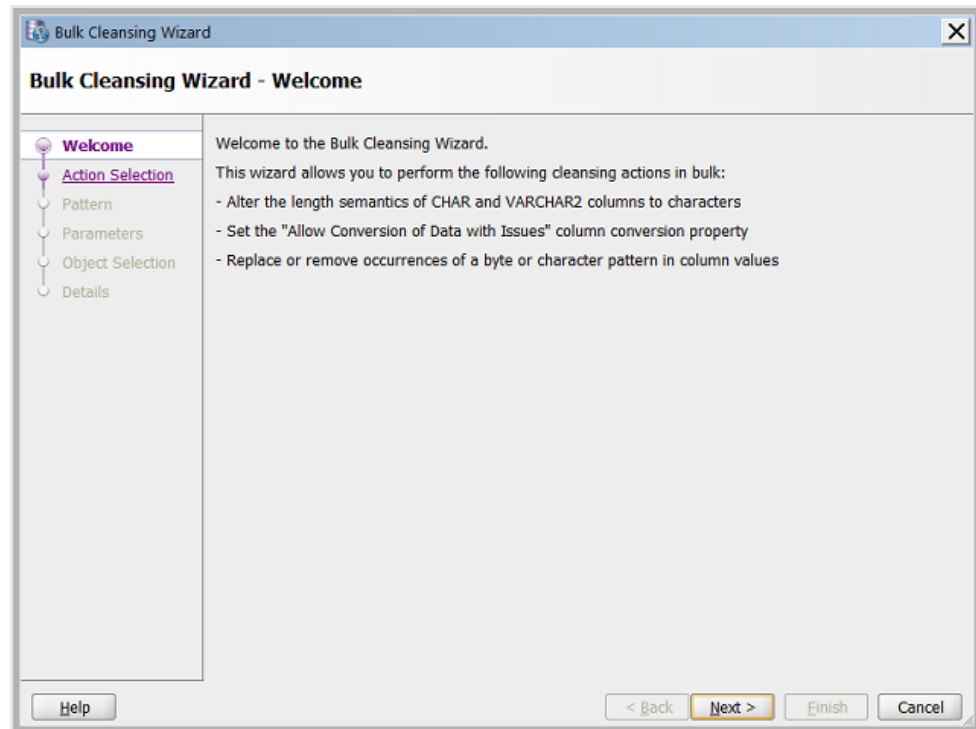 Bulk Cleansing Wizard
Bulk Cleansing Wizard - Welcome
Welcome
Action Selection
Pattern
Parameters
Object Selection
Details
Welcome to the Bulk Cleansing Wizard.
This wizard allows you to perform the following cleansing actions in bulk:
- Alter the length semantics of CHAR and VARCHAR2 columns to characters
- Set the "Allow Conversion of Data with Issues" column conversion property
- Replace or remove occurrences of a byte or character pattern in column values
Help
< Back
Next >
Finish
Cancel